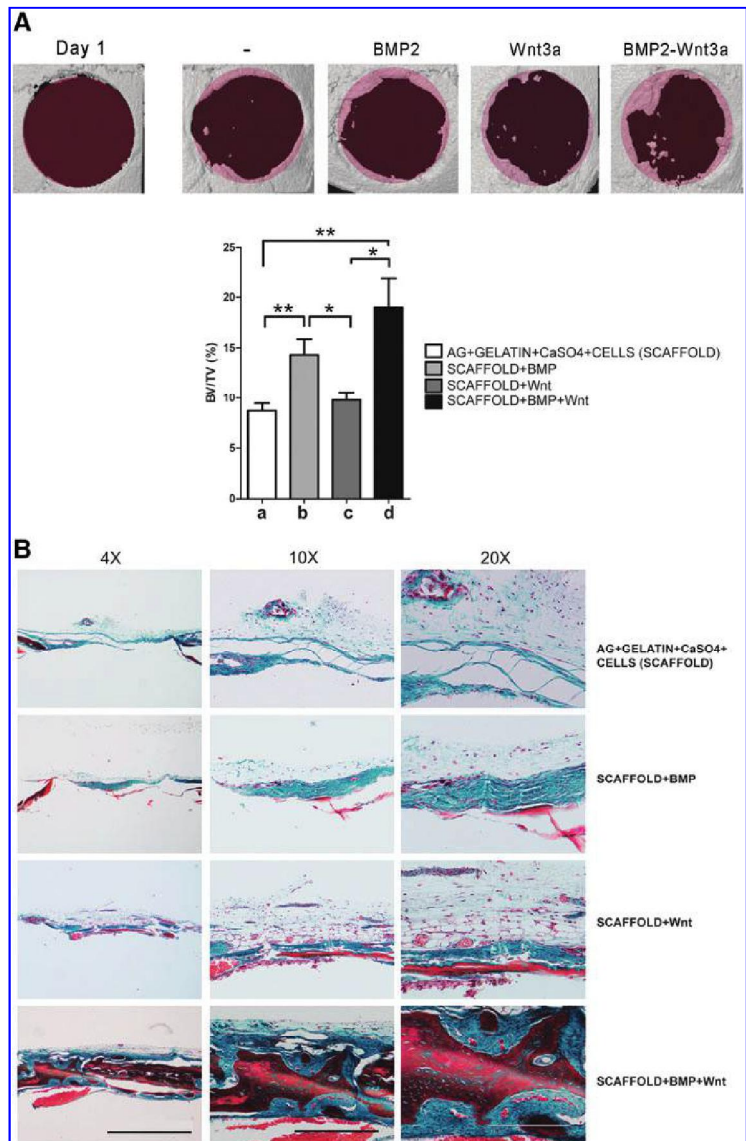 A
Day 1
-
BMP2
Wnt3a
BMP2-Wnt3a
25
20
15
10
5
0
BV/TV (%)
**
**
*
*
a
b
c
d
AG+GELATIN+CaSO4+CELLS (SCAFFOLD)
SCAFFOLD+BMP
SCAFFOLD+Wnt
SCAFFOLD+BMP+Wnt
B
4X
10X
20X
AG+GELATIN+CaSO4+
CELLS (SCAFFOLD)
SCAFFOLD+BMP
SCAFFOLD+Wnt
SCAFFOLD+BMP+Wnt